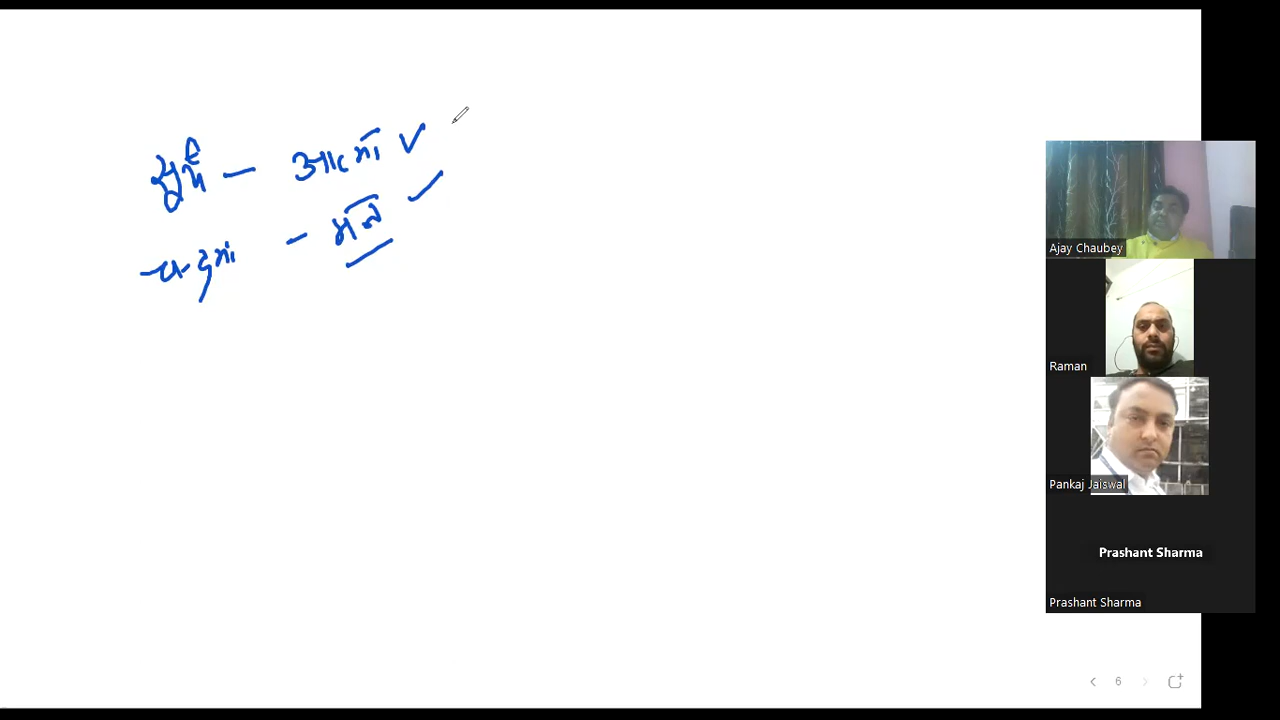 सूर्य - आत्मा ✓
चन्द्रमा - मन ✓
Ajay Chaubey
Raman
Pankaj Jaiswal
Prashant Sharma
Prashant Sharma
6